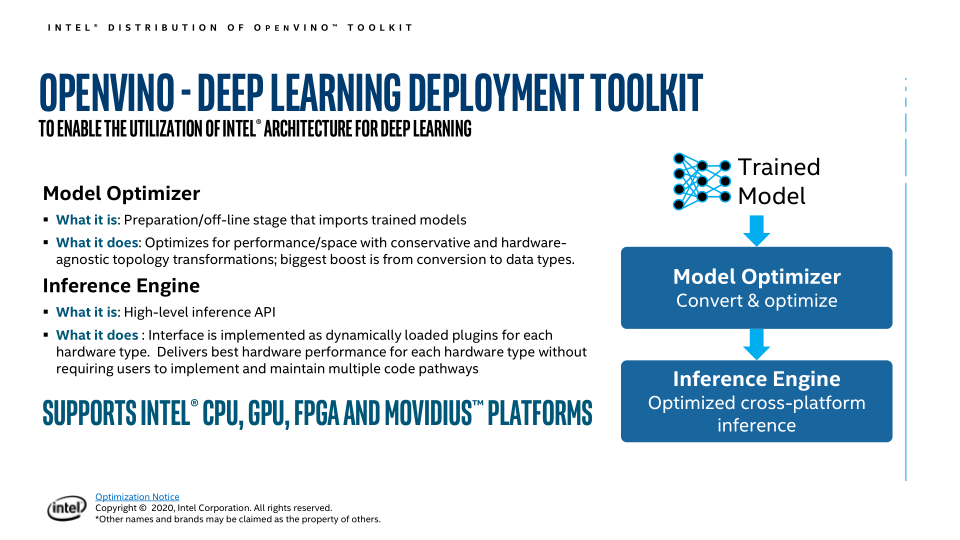 INTEL® DISTRIBUTION OF OPENVINO™ TOOLKIT
OPENVINO - DEEP LEARNING DEPLOYMENT TOOLKIT
TO ENABLE THE UTILIZATION OF INTEL® ARCHITECTURE FOR DEEP LEARNING
Model Optimizer
▪ What it is: Preparation/off-line stage that imports trained models
▪ What it does: Optimizes for performance/space with conservative and hardware-
agnostic topology transformations; biggest boost is from conversion to data types.
Inference Engine
▪ What it is: High-level inference API
▪ What it does : Interface is implemented as dynamically loaded plugins for each
hardware type.  Delivers best hardware performance for each hardware type without
requiring users to implement and maintain multiple code pathways
SUPPORTS INTEL® CPU, GPU, FPGA AND MOVIDIUS™ PLATFORMS
Trained
Model
Model Optimizer
Convert & optimize
Inference Engine
Optimized cross-platform
inference
intel
Optimization Notice
Copyright ©  2020, Intel Corporation. All rights reserved.
*Other names and brands may be claimed as the property of others.